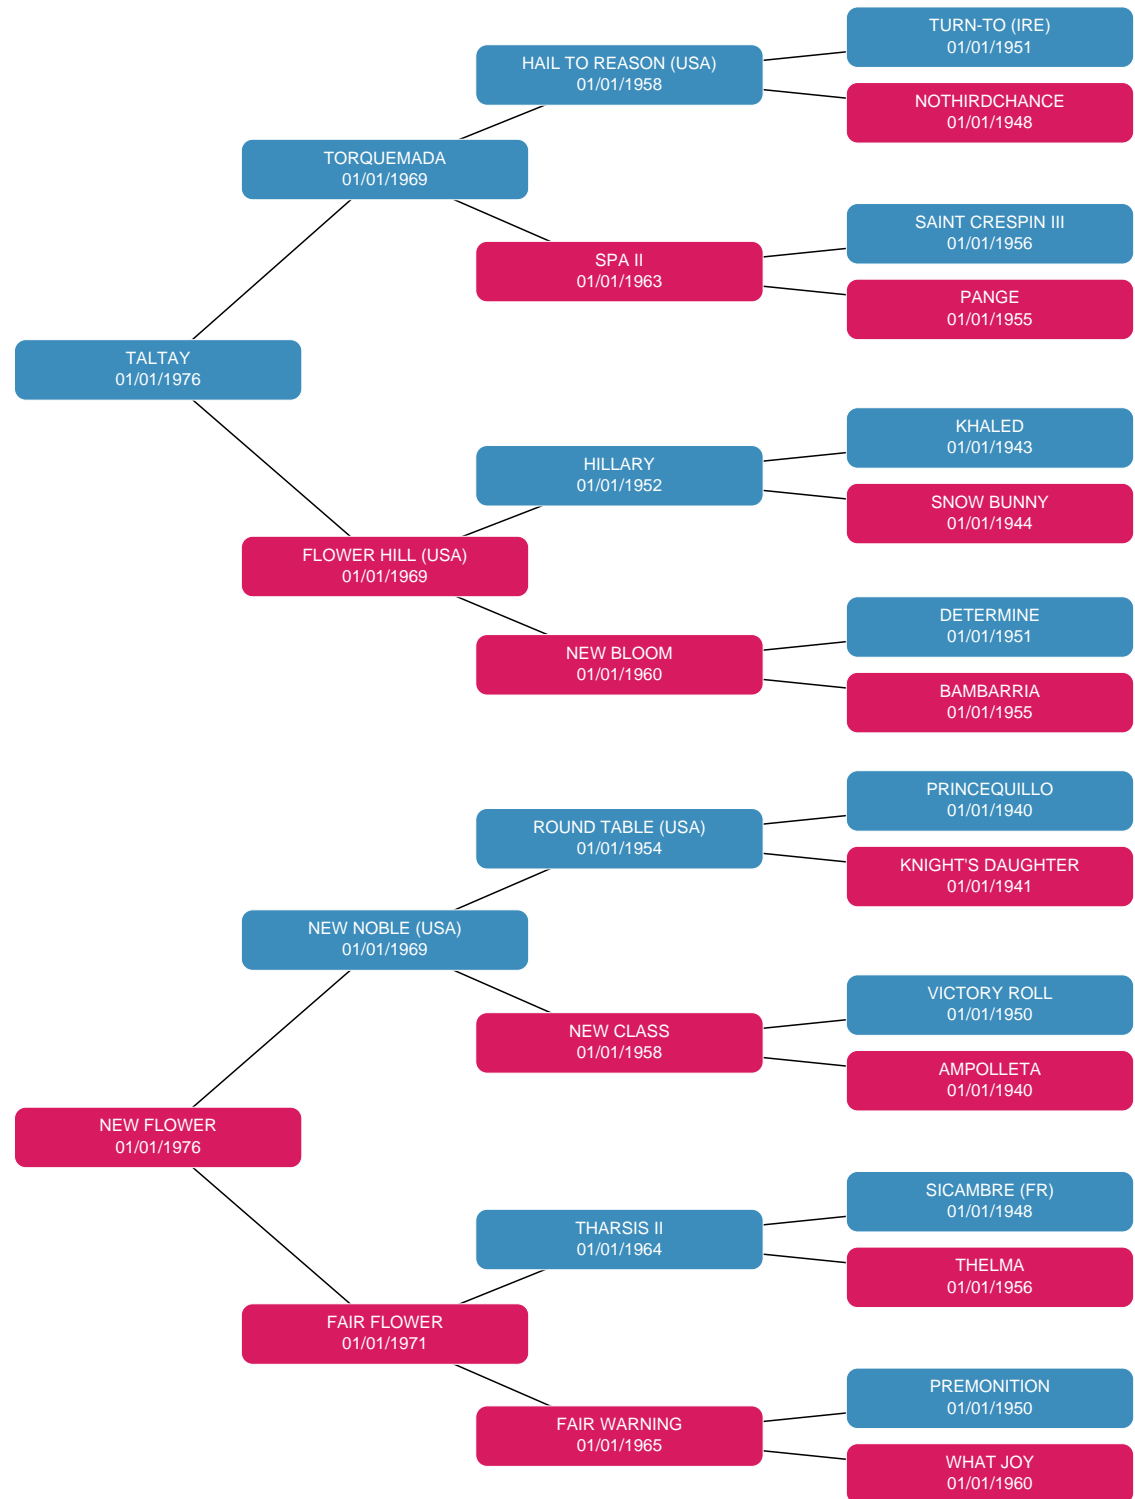 TURN-TO (IRE)
01/01/1951
HAIL TO REASON (USA)
01/01/1958
NOTHIRDCHANCE
01/01/1948
TORQUEMADA
01/01/1969
SAINT CRESPIN III
01/01/1956
SPA II
01/01/1963
PANGE
01/01/1955
TALTAY
01/01/1976
KHALED
01/01/1943
HILLARY
01/01/1952
SNOW BUNNY
01/01/1944
FLOWER HILL (USA)
01/01/1969
DETERMINE
01/01/1951
NEW BLOOM
01/01/1960
BAMBARRIA
01/01/1955
PRINCEQUILLO
01/01/1940
ROUND TABLE (USA)
01/01/1954
KNIGHT'S DAUGHTER
01/01/1941
NEW NOBLE (USA)
01/01/1969
VICTORY ROLL
01/01/1950
NEW CLASS
01/01/1958
AMPOLLETA
01/01/1940
NEW FLOWER
01/01/1976
SICAMBRE (FR)
01/01/1948
THARSIS II
01/01/1964
THELMA
01/01/1956
FAIR FLOWER
01/01/1971
PREMONITION
01/01/1950
FAIR WARNING
01/01/1965
WHAT JOY
01/01/1960